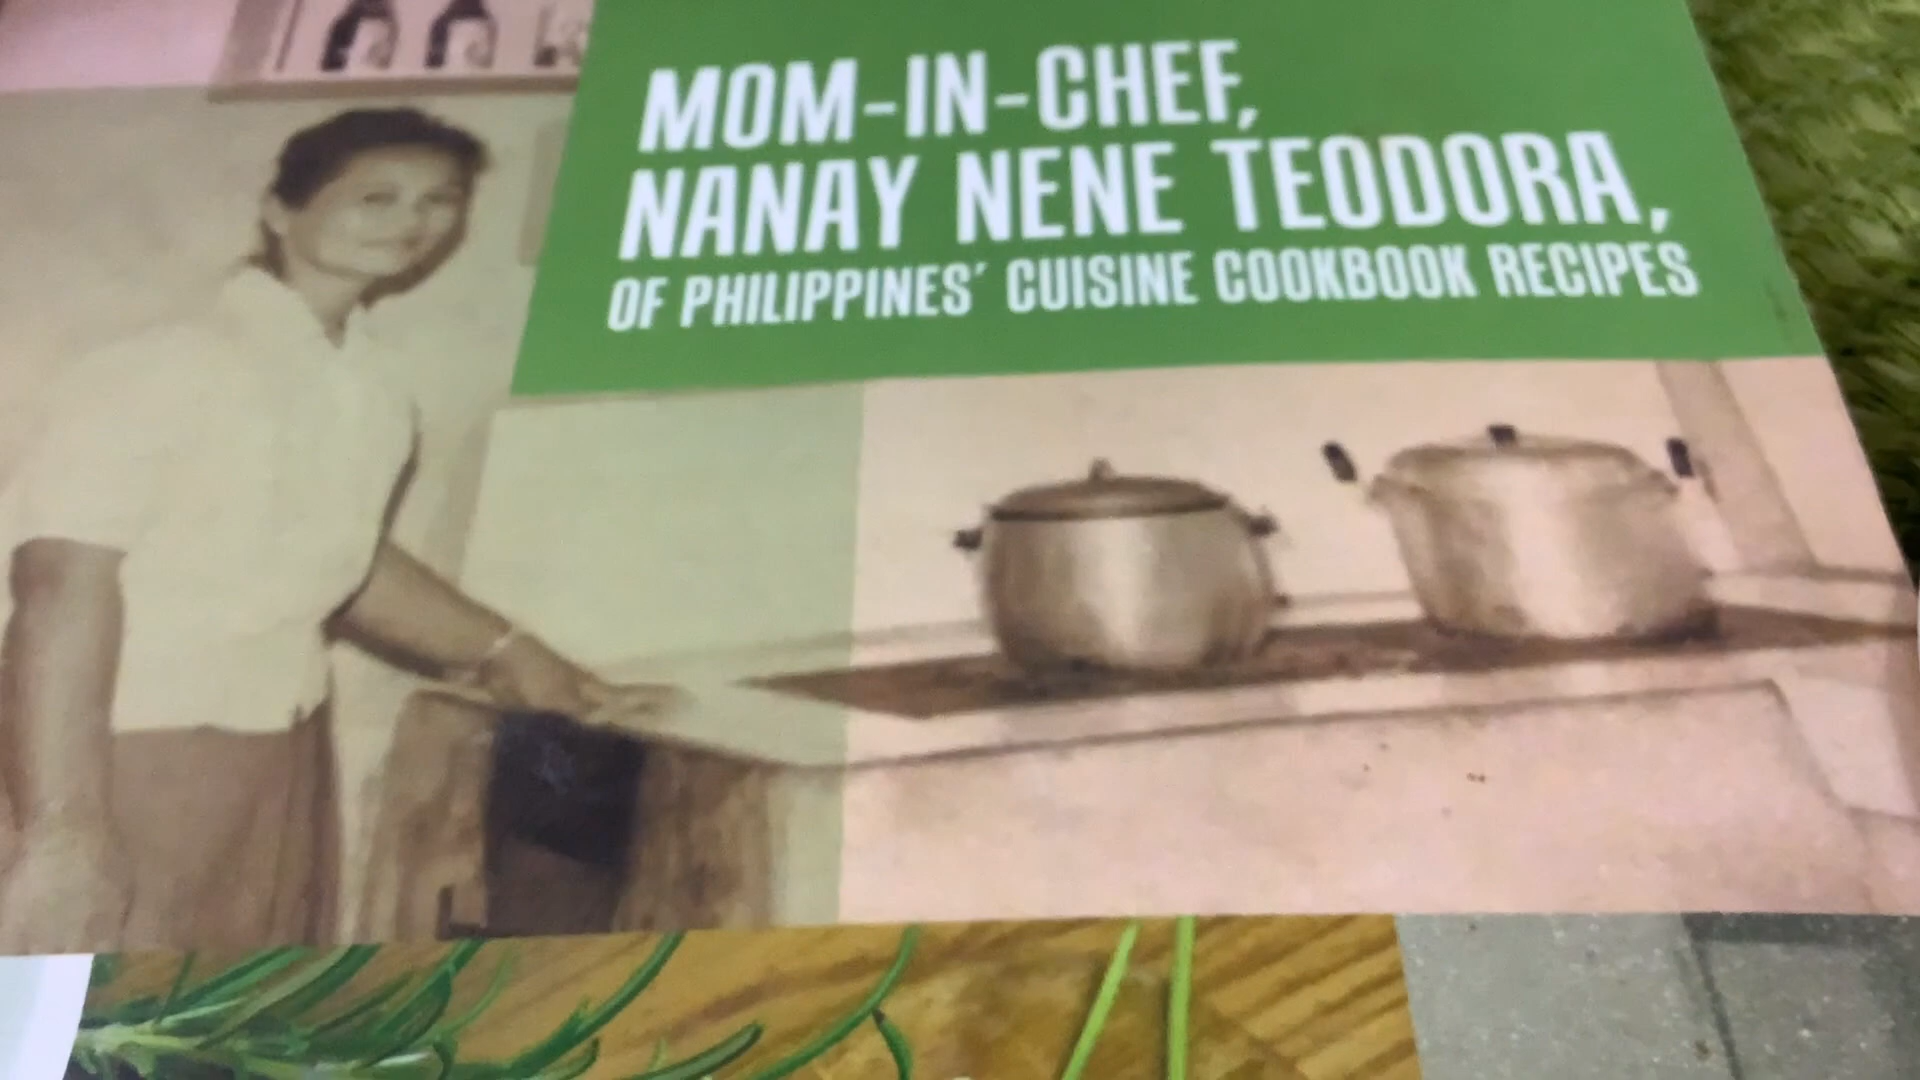 MOM-IN-CHEF,
NANAY NENE TEODORA,
OF PHILIPPINES' CUISINE COOKBOOK RECIPES